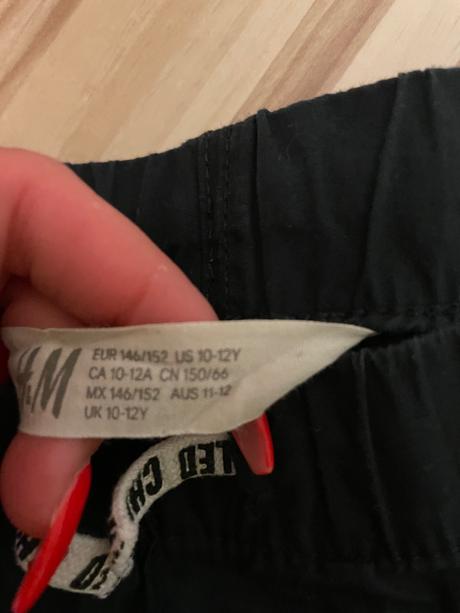 H&M
EUR 146/152 US 10-12Y
CA 10-12A CN 150/66
MX 146/152 AUS 11-12
UK 10-12Y